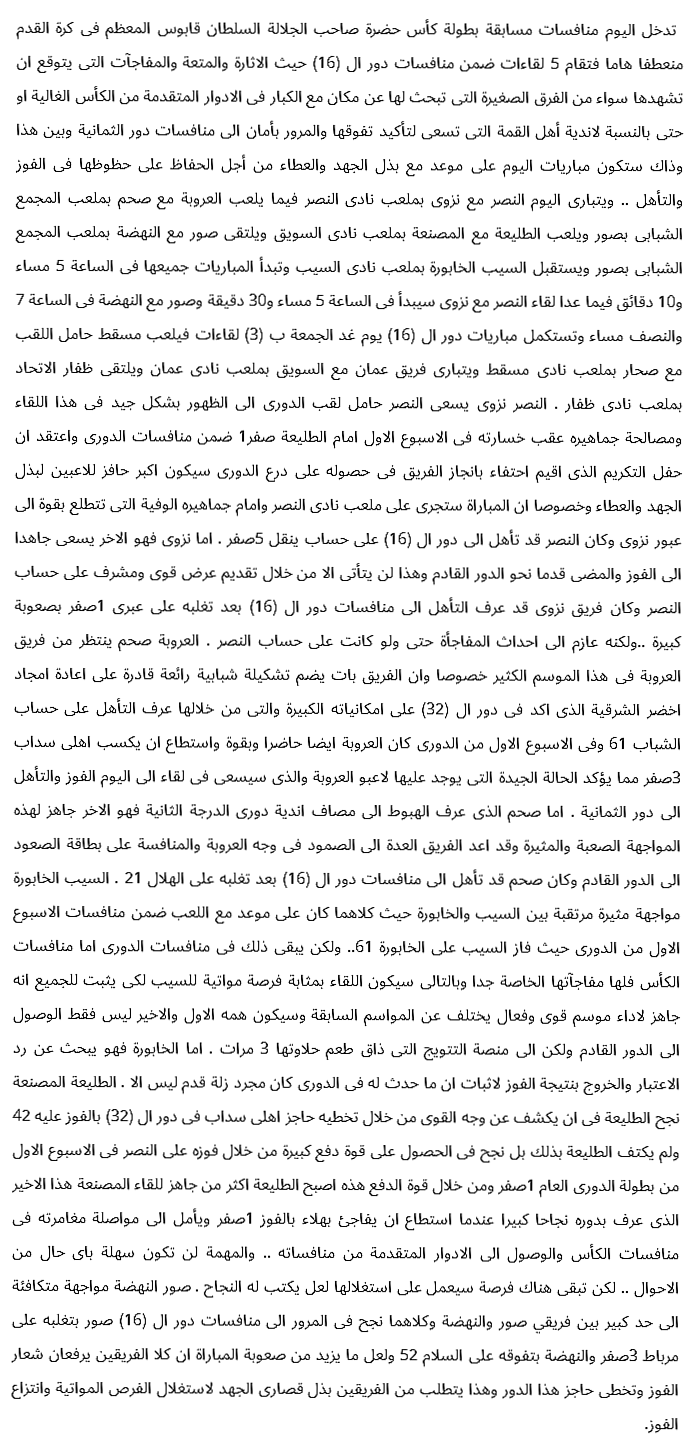 تدخل اليوم منافسات مسابقة بطولة كأس حضرة صاحب الجلالة السلطان قابوس المعظم فى كرة القدم
منعطفا هاما فتقام 5 لقاءات ضمن منافسات دور ال (16) حيث الاثارة والمتعة والمفاجآت التى يتوقع ان
تشهدها سواء من الفرق الصغيرة التى تبحث لها عن مكان مع الكبار فى الادوار المتقدمة من الكأس الغالية او
حتى بالنسبة لاندية أهل القمة التى تسعى لتأكيد تفوقها والمرور بأمان الى منافسات دور الثمانية وبين هذا
وذاك ستكون مباريات اليوم على موعد مع بذل الجهد والعطاء من أجل الحفاظ على حظوظها فى الفوز
والتأهل .. ويتبارى اليوم النصر مع نزوى بملعب نادى النصر فيما يلعب العروبة مع صحم بملعب المجمع
الشبابى بصور ويلعب الطليعة مع المصنعة بملعب نادى السويق ويلتقى صور مع النهضة بملعب المجمع
الشبابى بصور ويستقبل السيب الخابورة بملعب نادى السيب وتبدأ المباريات جميعها فى الساعة 5 مساء
و10 دقائق فيما عدا لقاء النصر مع نزوى سيبدأ فى الساعة 5 مساء و30 دقيقة وصور مع النهضة فى الساعة 7
والنصف مساء وتستكمل مباريات دور ال (16) يوم غد الجمعة ب (3) لقاءات فيلعب مسقط حامل اللقب
مع صحار بملعب نادى مسقط ويتبارى فريق عمان مع السويق بملعب نادى عمان ويلتقى ظفار الاتحاد
بملعب نادى ظفار . النصر نزوى يسعى النصر حامل لقب الدورى الى الظهور بشكل جيد فى هذا اللقاء
ومصالحة جماهيره عقب خسارته فى الاسبوع الاول امام الطليعة صفر1 ضمن منافسات الدورى واعتقد ان
حفل التكريم الذى اقيم احتفاء بانجاز الفريق فى حصوله على درع الدورى سيكون اكبر حافز للاعبين لبذل
الجهد والعطاء وخصوصا ان المباراة ستجرى على ملعب نادى النصر وامام جماهيره الوفية التى تتطلع بقوة الى
عبور نزوى وكان النصر قد تأهل الى دور ال (16) على حساب ينقل 5صفر . اما نزوى فهو الاخر يسعى جاهدا
الى الفوز والمضى قدما نحو الدور القادم وهذا لن يتأتى الا من خلال تقديم عرض قوى ومشرف على حساب
النصر وكان فريق نزوى قد عرف التأهل الى منافسات دور ال (16) بعد تغلبه على عبرى 1صفر بصعوبة
كبيرة ..ولكنه عازم الى احداث المفاجأة حتى ولو كانت على حساب النصر . العروبة صحم ينتظر من فريق
العروبة فى هذا الموسم الكثير خصوصا وان الفريق بات يضم تشكيلة شبابية رائعة قادرة على اعادة امجاد
اخضر الشرقية الذى اكد فى دور ال (32) على امكانياته الكبيرة والتى من خلالها عرف التأهل على حساب
الشباب 61 وفى الاسبوع الاول من الدورى كان العروبة ايضا حاضرا وبقوة واستطاع ان يكسب اهلى سداب
3صفر مما يؤكد الحالة الجيدة التى يوجد عليها لاعبو العروبة والذى سيسعى فى لقاء الى اليوم الفوز والتأهل
الى دور الثمانية . اما صحم الذى عرف الهبوط الى مصاف اندية دورى الدرجة الثانية فهو الاخر جاهز لهذه
المواجهة الصعبة والمثيرة وقد اعد الفريق العدة الى الصمود فى وجه العروبة والمنافسة على بطاقة الصعود
الى الدور القادم وكان صحم قد تأهل الى منافسات دور ال (16) بعد تغلبه على الهلال 21 . السيب الخابورة
مواجهة مثيرة مرتقبة بين السيب والخابورة حيث كلاهما كان على موعد مع اللعب ضمن منافسات الاسبوع
الاول من الدورى حيث فاز السيب على الخابورة 61.. ولكن يبقى ذلك فى منافسات الدورى اما منافسات
الكأس فلها مفاجآتها الخاصة جدا وبالتالى سيكون اللقاء بمثابة فرصة مواتية للسيب لكى يثبت للجميع انه
جاهز لاداء موسم قوى وفعال يختلف عن المواسم السابقة وسيكون همه الاول والاخير ليس فقط الوصول
الى الدور القادم ولكن الى منصة التتويج التى ذاق طعم حلاوتها 3 مرات . اما الخابورة فهو يبحث عن رد
الاعتبار والخروج بنتيجة الفوز لاثبات ان ما حدث له فى الدورى كان مجرد زلة قدم ليس الا . الطليعة المصنعة
نجح الطليعة فى ان يكشف عن وجه القوى من خلال تخطيه حاجز اهلى سداب فى دور ال (32) بالفوز عليه 42
ولم يكتف الطليعة بذلك بل نجح فى الحصول على قوة دفع كبيرة من خلال فوزه على النصر فى الاسبوع الاول
من بطولة الدورى العام 1صفر ومن خلال قوة الدفع هذه اصبح الطليعة اكثر من جاهز للقاء المصنعة هذا الاخير
الذى عرف بدوره نجاحا كبيرا عندما استطاع ان يفاجئ بهلاء بالفوز 1صفر ويأمل الى مواصلة مغامرته فى
منافسات الكأس والوصول الى الادوار المتقدمة من منافساته .. والمهمة لن تكون سهلة باى حال من
الاحوال .. لكن تبقى هناك فرصة سيعمل على استغلالها لعل يكتب له النجاح . صور النهضة مواجهة متكافئة
الى حد كبير بين فريقي صور والنهضة وكلاهما نجح فى المرور الى منافسات دور ال (16) صور بتغلبه على
مرباط 3صفر والنهضة بتفوقه على السلام 52 ولعل ما يزيد من صعوبة المباراة ان كلا الفريقين يرفعان شعار
الفوز وتخطى حاجز هذا الدور وهذا يتطلب من الفريقين بذل قصارى الجهد لاستغلال الفرص المواتية وانتزاع
الفوز.